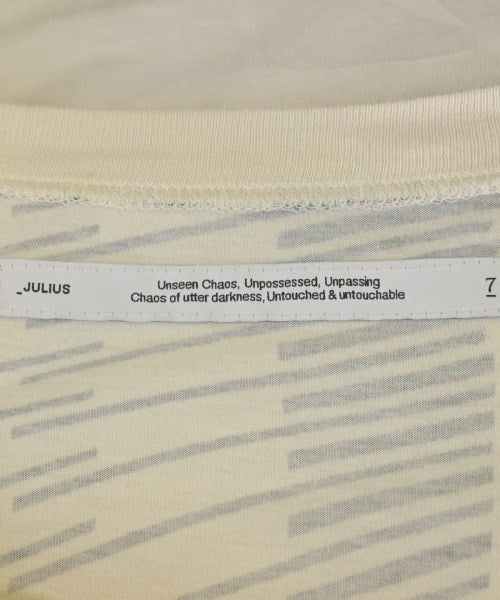 _JULIUS
Unseen Chaos, Unpossessed, Unpassing
Chaos of utter darkness, Untouched & untouchable
7